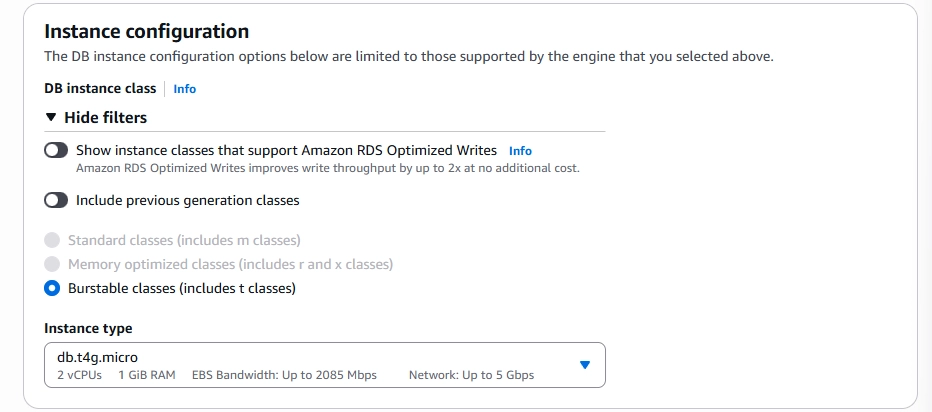 Instance configuration
The DB instance configuration options below are limited to those supported by the engine that you selected above.
DB instance class Info
Hide filters
Show instance classes that support Amazon RDS Optimized Writes Info
Amazon RDS Optimized Writes improves write throughput by up to 2x at no additional cost.
Include previous generation classes
Standard classes (includes m classes)
Memory optimized classes (includes r and x classes)
Burstable classes (includes t classes)
Instance type
db.t4g.micro
2 vCPUs 1 GiB RAM EBS Bandwidth: Up to 2085 Mbps Network: Up to 5 Gbps